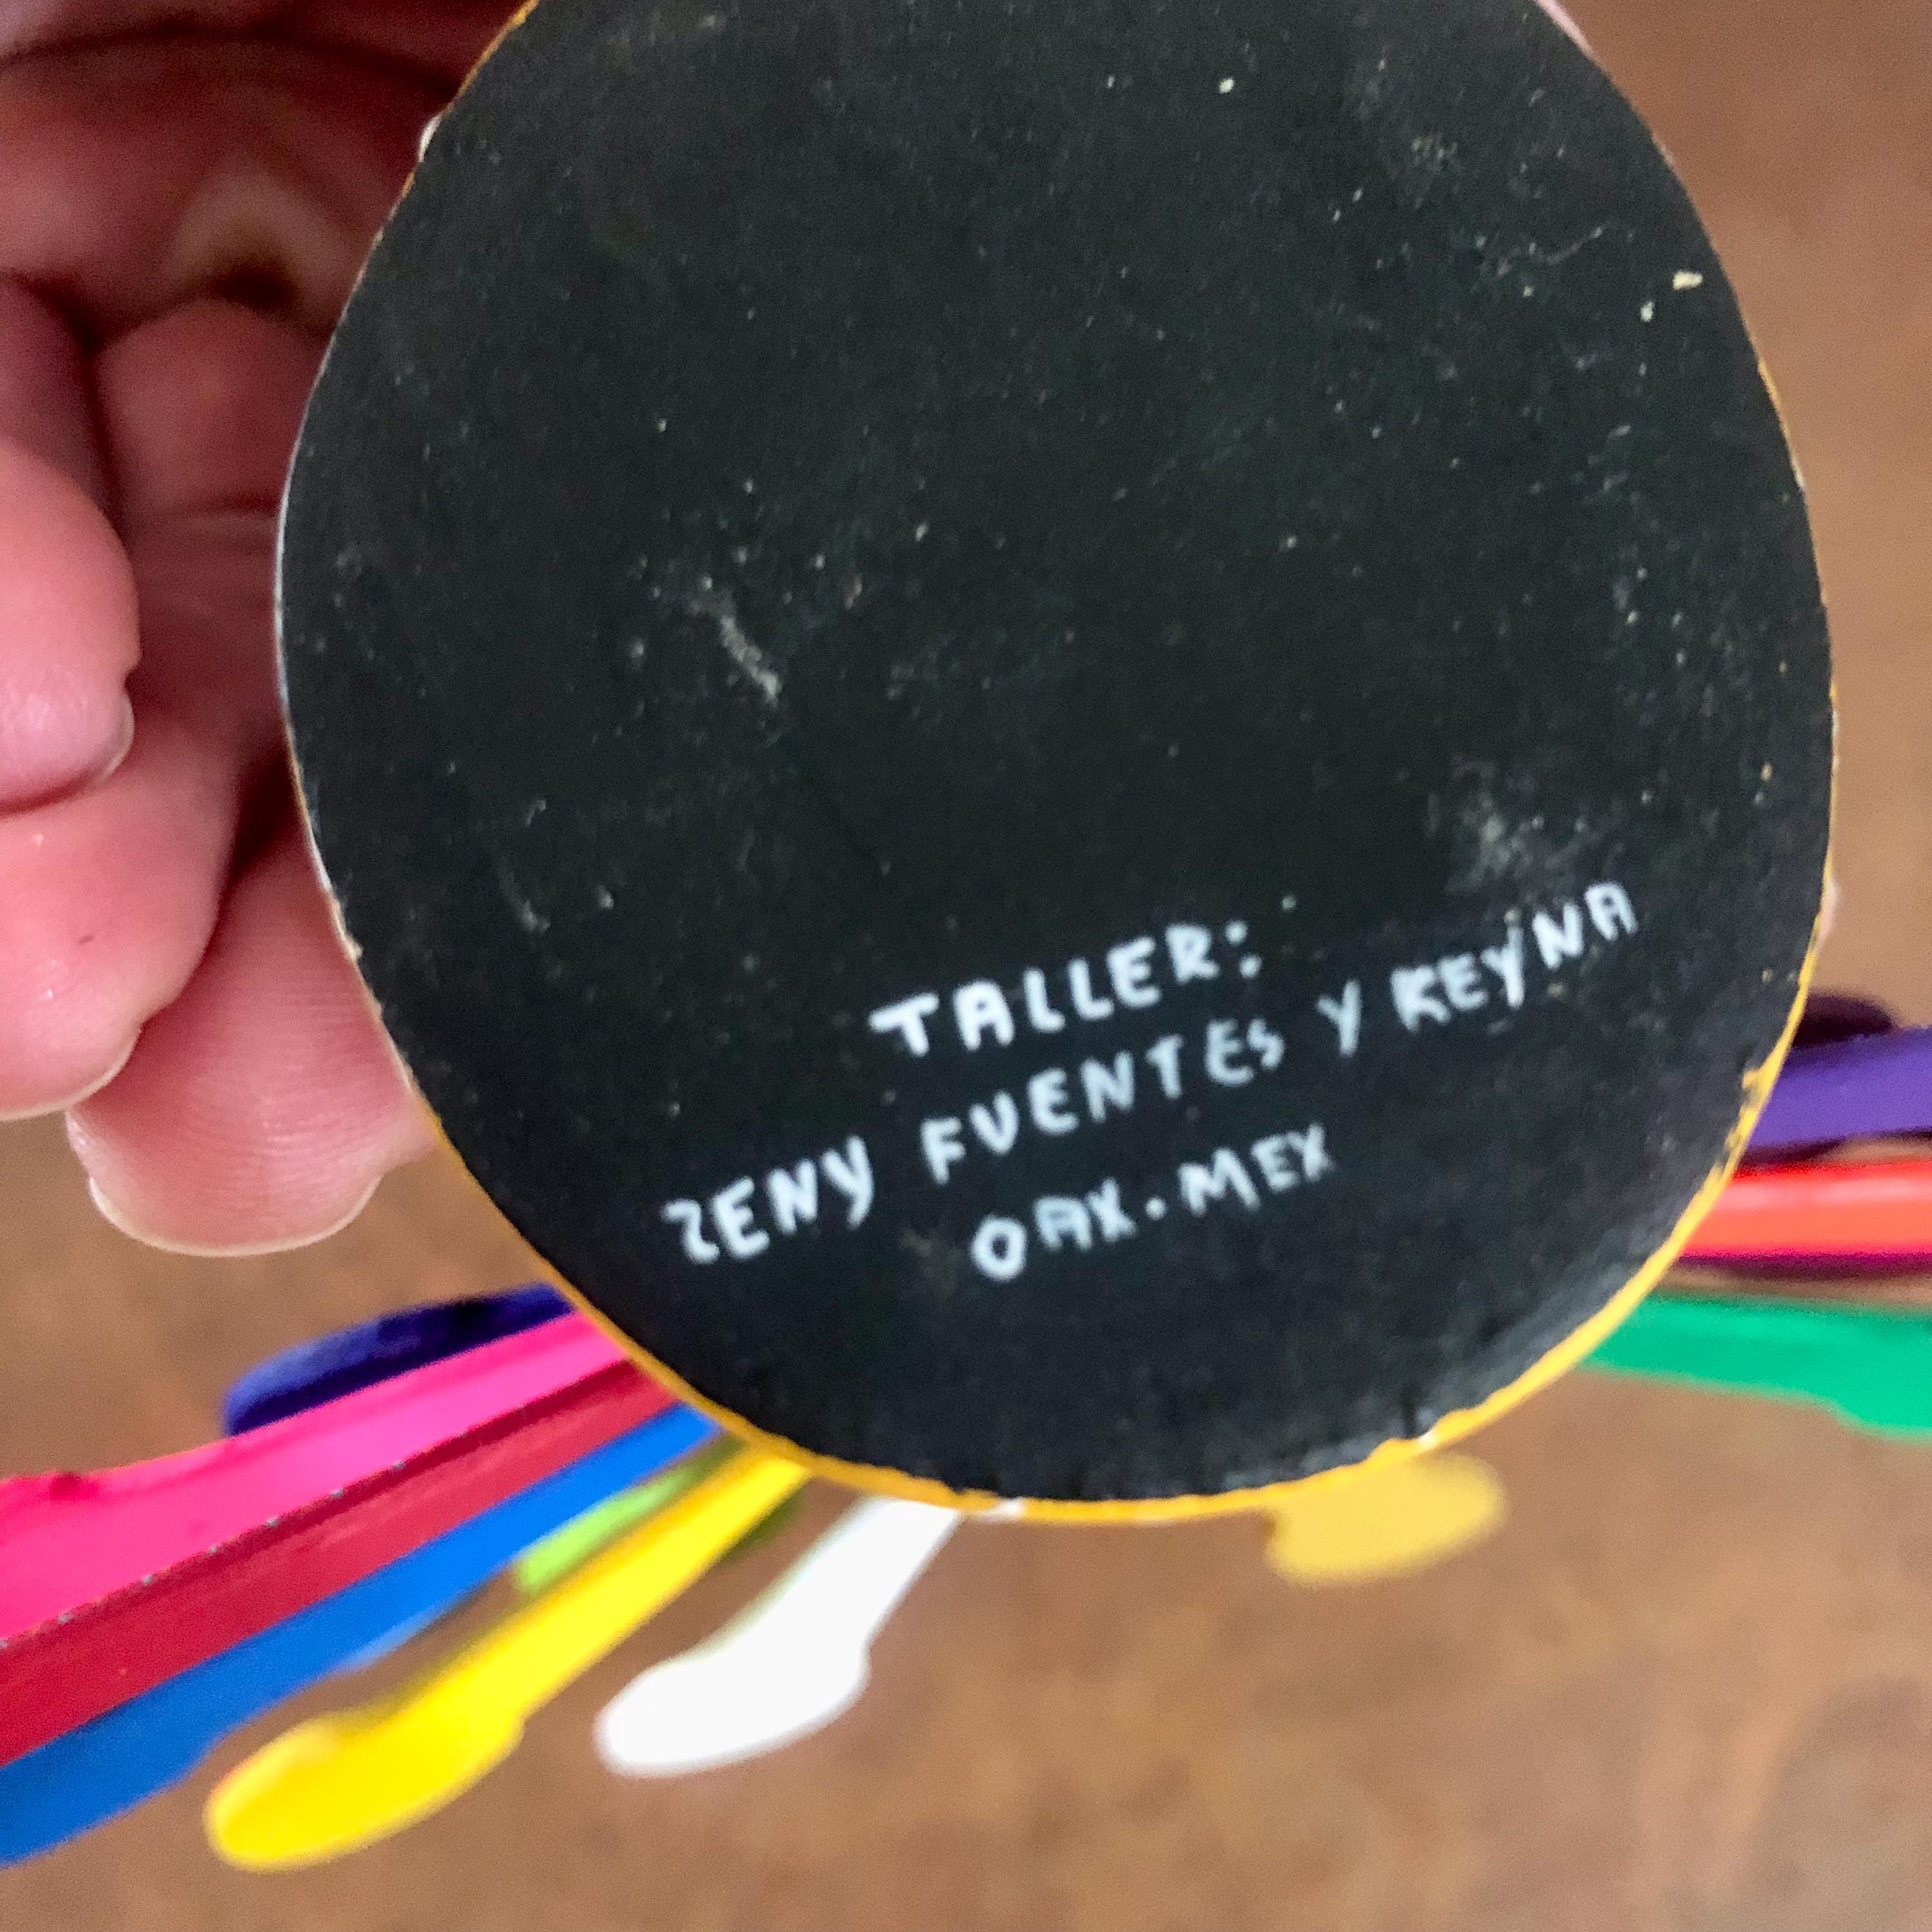 TALLER:
ZENY FUENTES Y REYNA
OAX. MEX